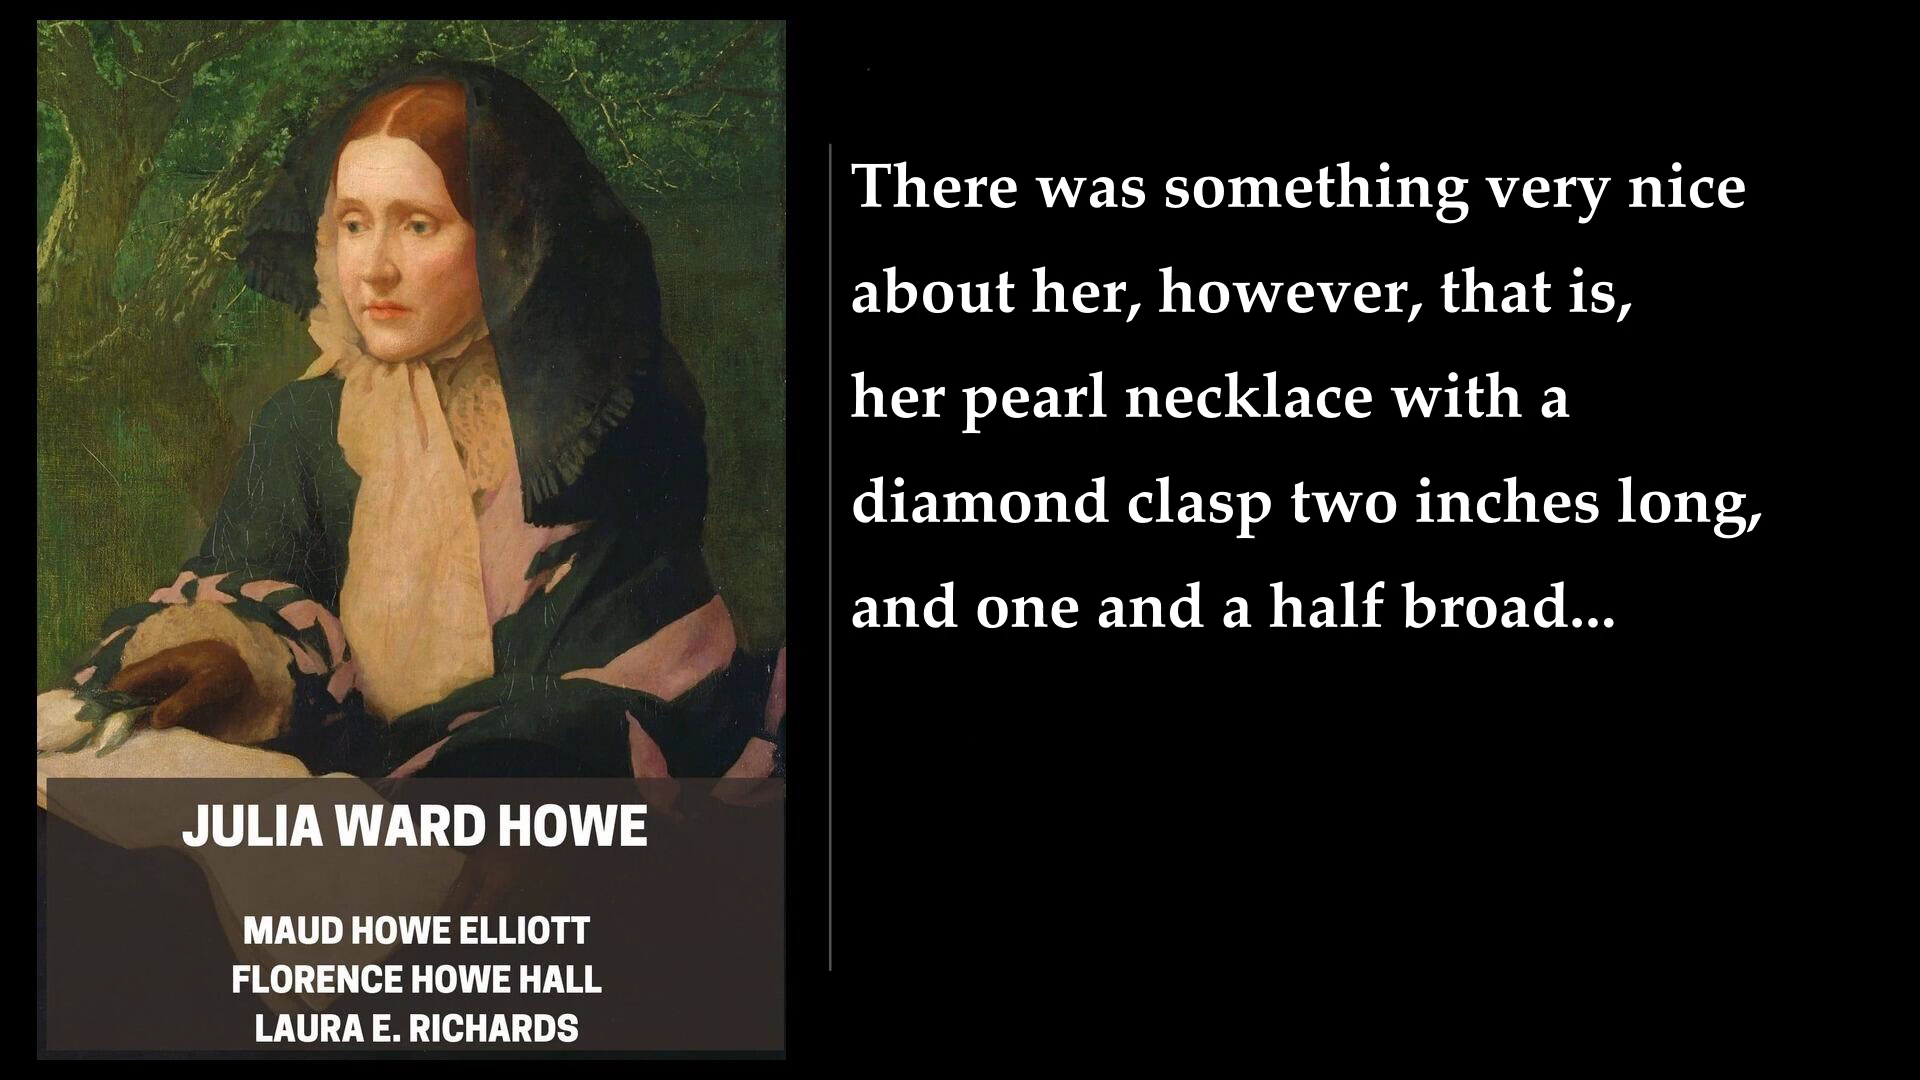 There was something very nice
about her, however, that is,
her pearl necklace with a
diamond clasp two inches long,
and one and a half broad...
JULIA WARD HOWE
MAUD HOWE ELLIOTT
FLORENCE HOWE HALL
LAURA E. RICHARDS